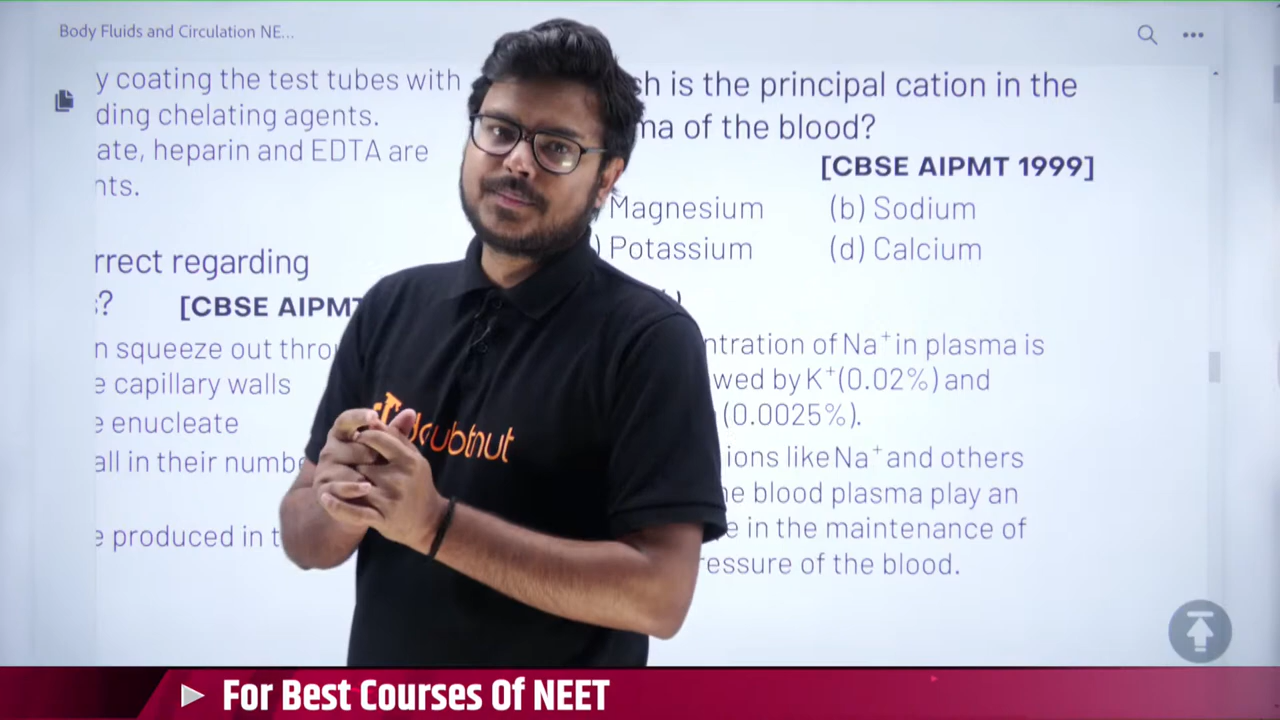 Body Fluids and Circulation NE...
y coating the test tubes with
ding chelating agents.
ate, heparin and EDTA are
nts.
rrect regarding
? [CBSE AIPMT
n squeeze out throu
e capillary walls
e enucleate
all in their numbe
e produced in t
sh is the principal cation in the
ma of the blood?
[CBSE AIPMT 1999]
Magnesium (b) Sodium
) Potassium (d) Calcium
ntration of Na⁺ in plasma is
wed by K⁺(0.02%) and
(0.0025%).
ions like Na⁺ and others
he blood plasma play an
e in the maintenance of
ressure of the blood.
doubtnut
For Best Courses Of NEET